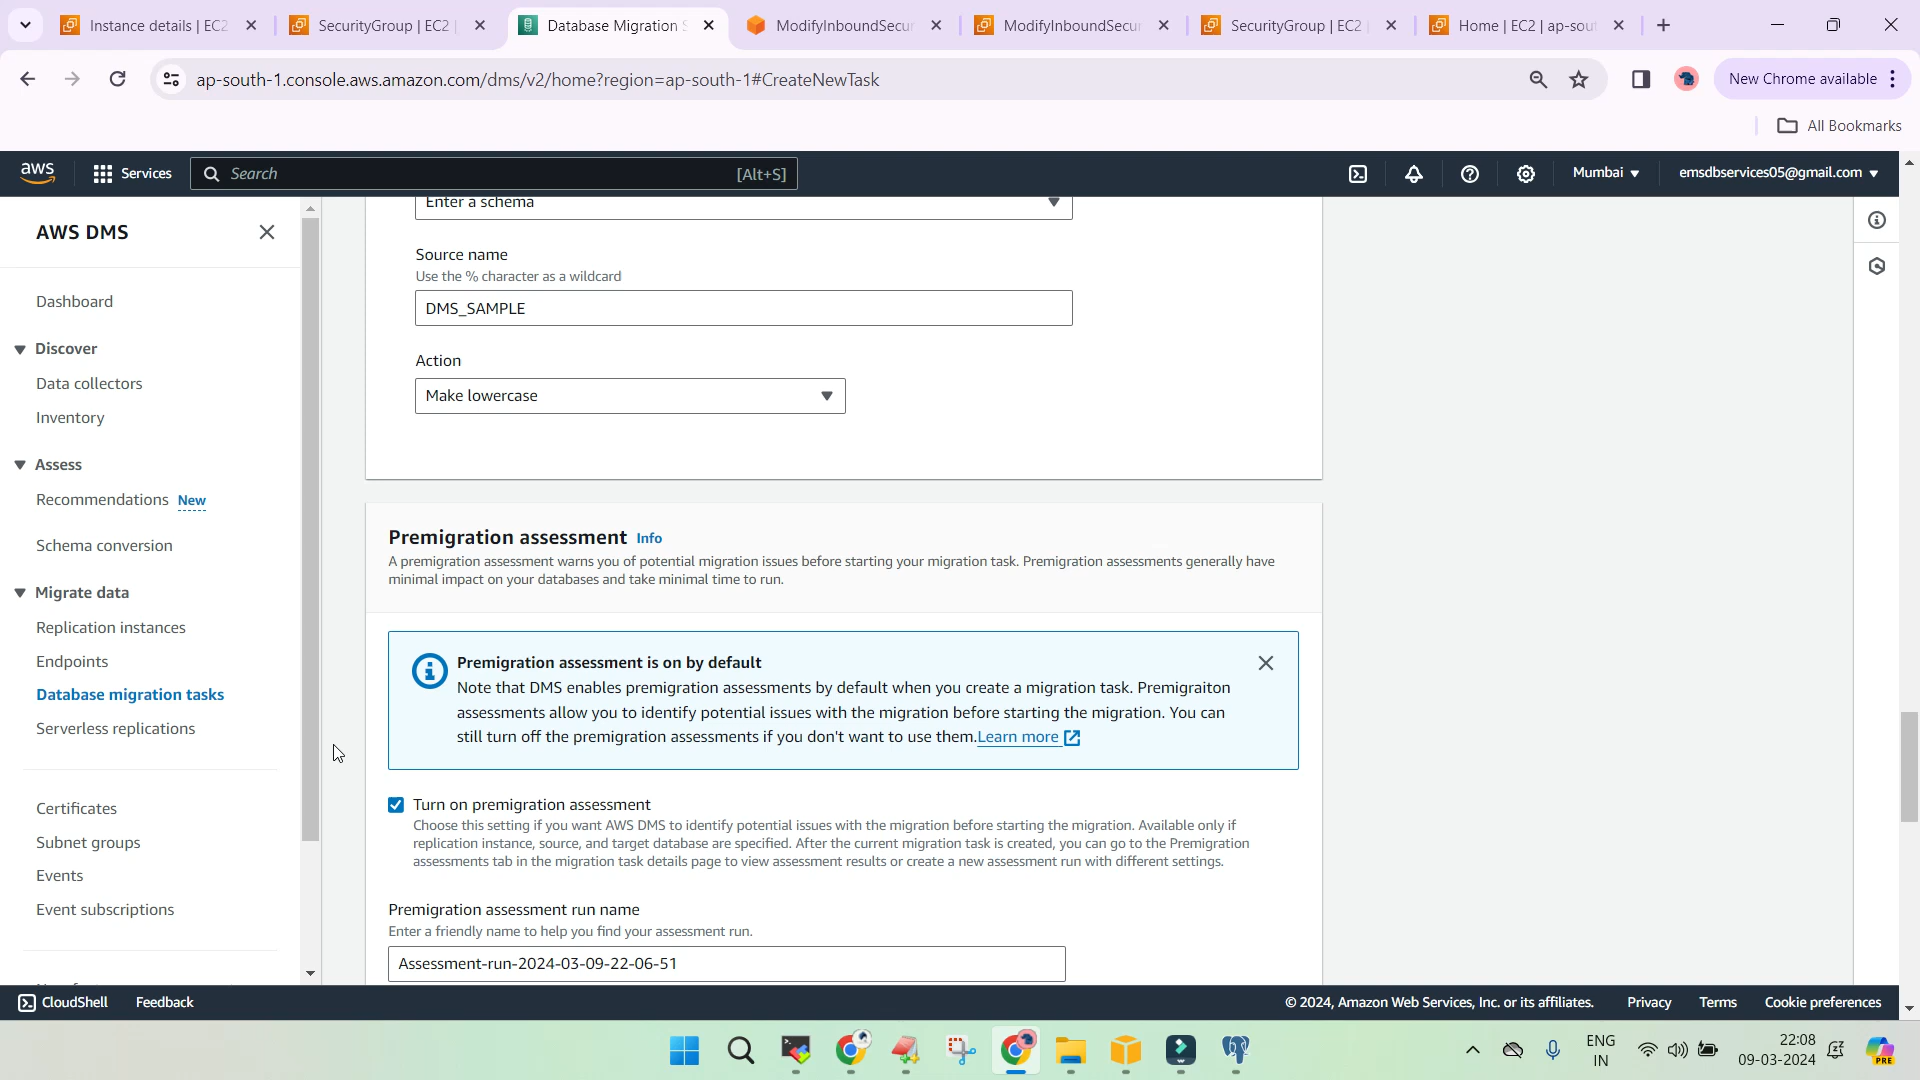 Instance details | EC2
SecurityGroup | EC2 |
Database Migration S
ModifyInboundSecur
ModifyInboundSecur
SecurityGroup | EC2 |
Home | EC2 | ap-sou
ap-south-1.console.aws.amazon.com/dms/v2/home?region=ap-south-1#CreateNewTask
New Chrome available
All Bookmarks
aws
Services
Search
[Alt+S]
Mumbai
emsdbservices05@gmail.com
AWS DMS
Dashboard
Discover
Data collectors
Inventory
Assess
Recommendations New
Schema conversion
Migrate data
Replication instances
Endpoints
Database migration tasks
Serverless replications
Certificates
Subnet groups
Events
Event subscriptions
Enter a schema
Source name
Use the % character as a wildcard
DMS_SAMPLE
Action
Make lowercase
Premigration assessment Info
A premigration assessment warns you of potential migration issues before starting your migration task. Premigration assessments generally have
minimal impact on your databases and take minimal time to run.
Premigration assessment is on by default
Note that DMS enables premigration assessments by default when you create a migration task. Premigraiton
assessments allow you to identify potential issues with the migration before starting the migration. You can
still turn off the premigration assessments if you don't want to use them.Learn more
Turn on premigration assessment
Choose this setting if you want AWS DMS to identify potential issues with the migration before starting the migration. Available only if
replication instance, source, and target database are specified. After the current migration task is created, you can go to the Premigration
assessments tab in the migration task details page to view assessment results or create a new assessment run with different settings.
Premigration assessment run name
Enter a friendly name to help you find your assessment run.
Assessment-run-2024-03-09-22-06-51
CloudShell
Feedback
© 2024, Amazon Web Services, Inc. or its affiliates.
Privacy
Terms
Cookie preferences
ENG
IN
22:08
09-03-2024
PRE